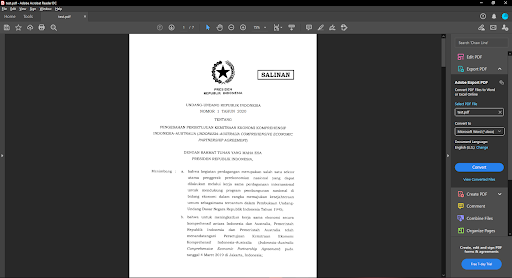 test.pdf - Adobe Acrobat Reader DC
File Edit View Sign Window Help
Home Tools test.pdf
1 / 7
75%
SALINAN
PRESIDEN
REPUBLIK INDONESIA
UNDANG-UNDANG REPUBLIK INDONESIA
NOMOR 1 TAHUN 2020
TENTANG
PENGESAHAN PERSETUJUAN KEMITRAAN EKONOMI KOMPREHENSIF
INDONESIA-AUSTRALIA (INDONESIA-AUSTRALIA COMPREHENSIVE ECONOMIC
PARTNERSHIP AGREEMENT)
DENGAN RAHMAT TUHAN YANG MAHA ESA
PRESIDEN REPUBLIK INDONESIA,
Menimbang : a. bahwa kegiatan perdagangan merupakan salah satu sektor
utama penggerak perekonomian nasional yang dapat
dilakukan melalui kerja sama perdagangan internasional
untuk mendukung program pembangunan nasional di
bidang ekonomi dalam rangka memajukan kesejahteraan
umum sebagaimana tercantum dalam Pembukaan Undang-
Undang Dasar Negara Republik Indonesia Tahun 1945;
b. bahwa untuk meningkatkan kerja sama ekonomi secara
komprehensif antara Indonesia dan Australia, Pemerintah
Republik Indonesia dan Pemerintah Australia telah
menandatangani Persetujuan Kemitraan Ekonomi
Komprehensif Indonesia-Australia (Indonesia-Australia
Comprehensive Economic Partnership Agreement) pada
tanggal 4 Maret 2019 di Jakarta, Indonesia;
Edit PDF
Export PDF
Adobe Export PDF
Convert PDF Files to Word
or Excel Online
Select PDF File
test.pdf
Convert to
Microsoft Word (*.docx)
Document Language:
English (U.S.) Change
Convert
View Converted Files
Create PDF
Comment
Combine Files
Organize Pages
Create, edit and sign PDF
forms & agreements
Free 7-Day Trial